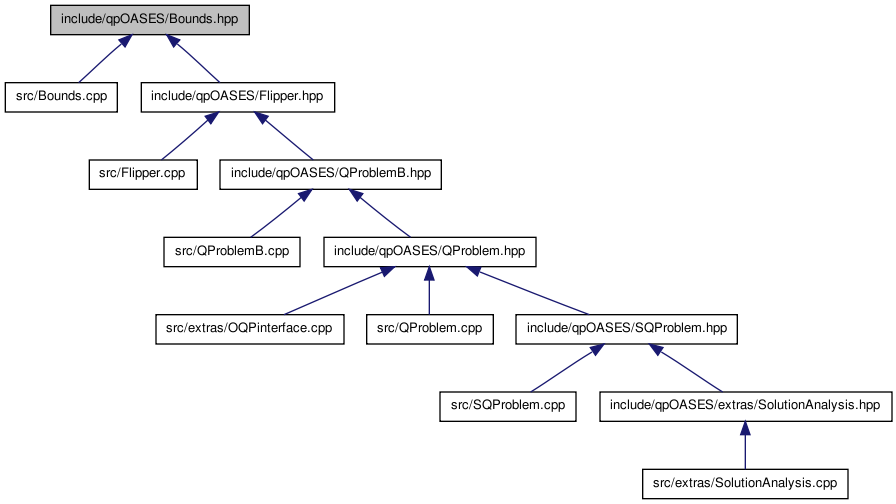 include/qpOASES/Bounds.hpp
src/Bounds.cpp
include/qpOASES/Flipper.hpp
src/Flipper.cpp
include/qpOASES/QProblemB.hpp
src/QProblemB.cpp
include/qpOASES/QProblem.hpp
src/extras/OQPinterface.cpp
src/QProblem.cpp
include/qpOASES/SQProblem.hpp
src/SQProblem.cpp
include/qpOASES/extras/SolutionAnalysis.hpp
src/extras/SolutionAnalysis.cpp